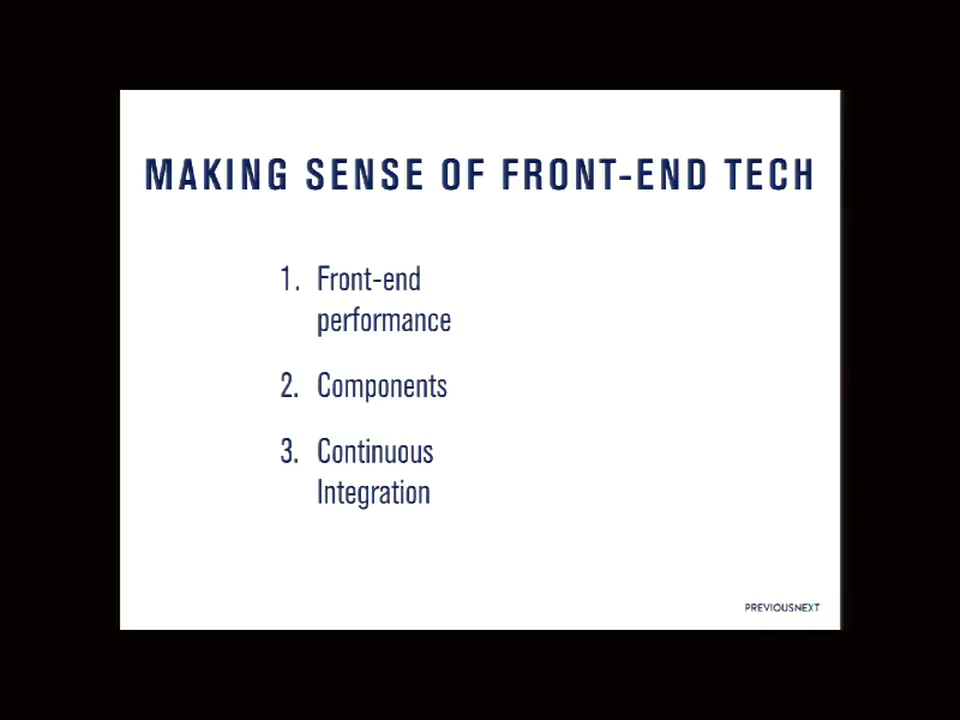 MAKING SENSE OF FRONT-END TECH
1. Front-end
performance
2. Components
3. Continuous
Integration
PREVIOUSNEXT